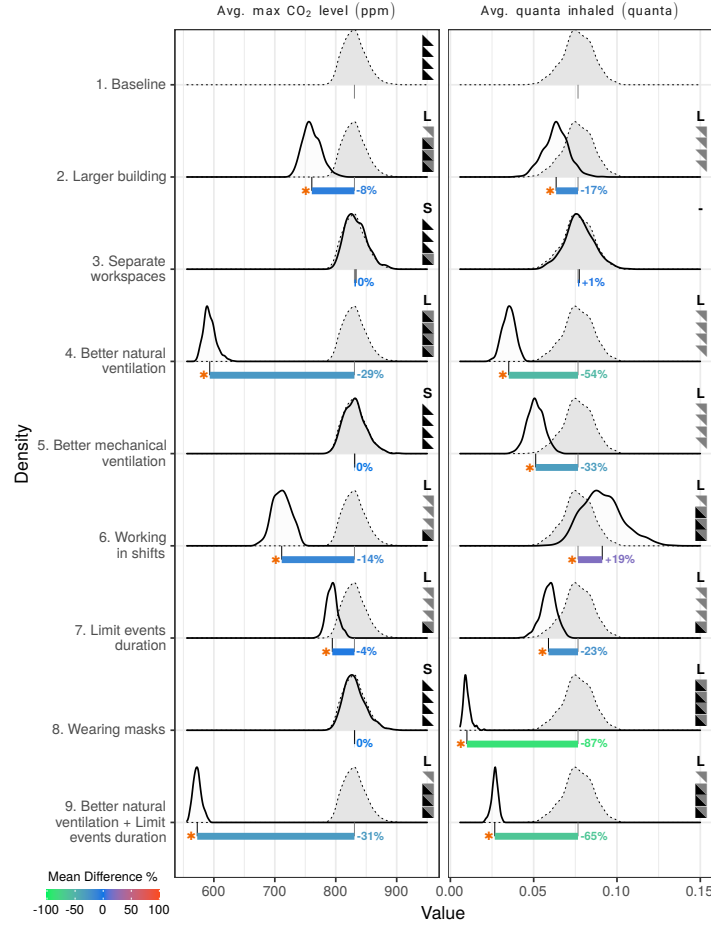 Avg. max CO₂ level (ppm)
Avg. quanta inhaled (quanta)
1. Baseline
L
L
2. Larger building
* -8%
* -17%
S
-
3. Separate
workspaces
0%
+1%
L
L
4. Better natural
ventilation
* -29%
* -54%
S
L
5. Better mechanical
ventilation
0%
* -33%
L
L
6. Working
in shifts
* -14%
* +19%
L
L
7. Limit events
duration
* -4%
* -23%
S
L
8. Wearing masks
0%
* -87%
L
L
9. Better natural
ventilation + Limit
events duration
* -31%
* -65%
Density
Mean Difference %
-100 -50 0 50 100
600 700 800 900
0.00 0.05 0.10 0.15
Value